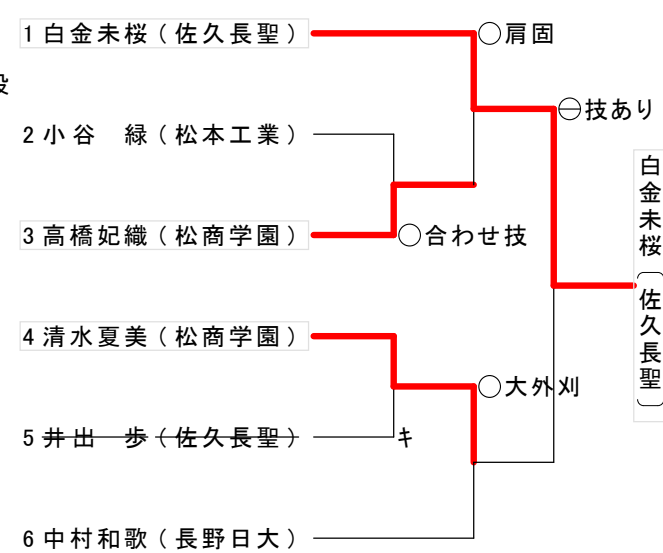 1 白金未桜（佐久長聖）
○肩固
段
⊖技あり
2 小谷　緑（松本工業）
白金未桜（佐久長聖）
3 高橋妃織（松商学園）
○合わせ技
4 清水夏美（松商学園）
○大外刈
5 井出　歩（佐久長聖）
キ
6 中村和歌（長野日大）